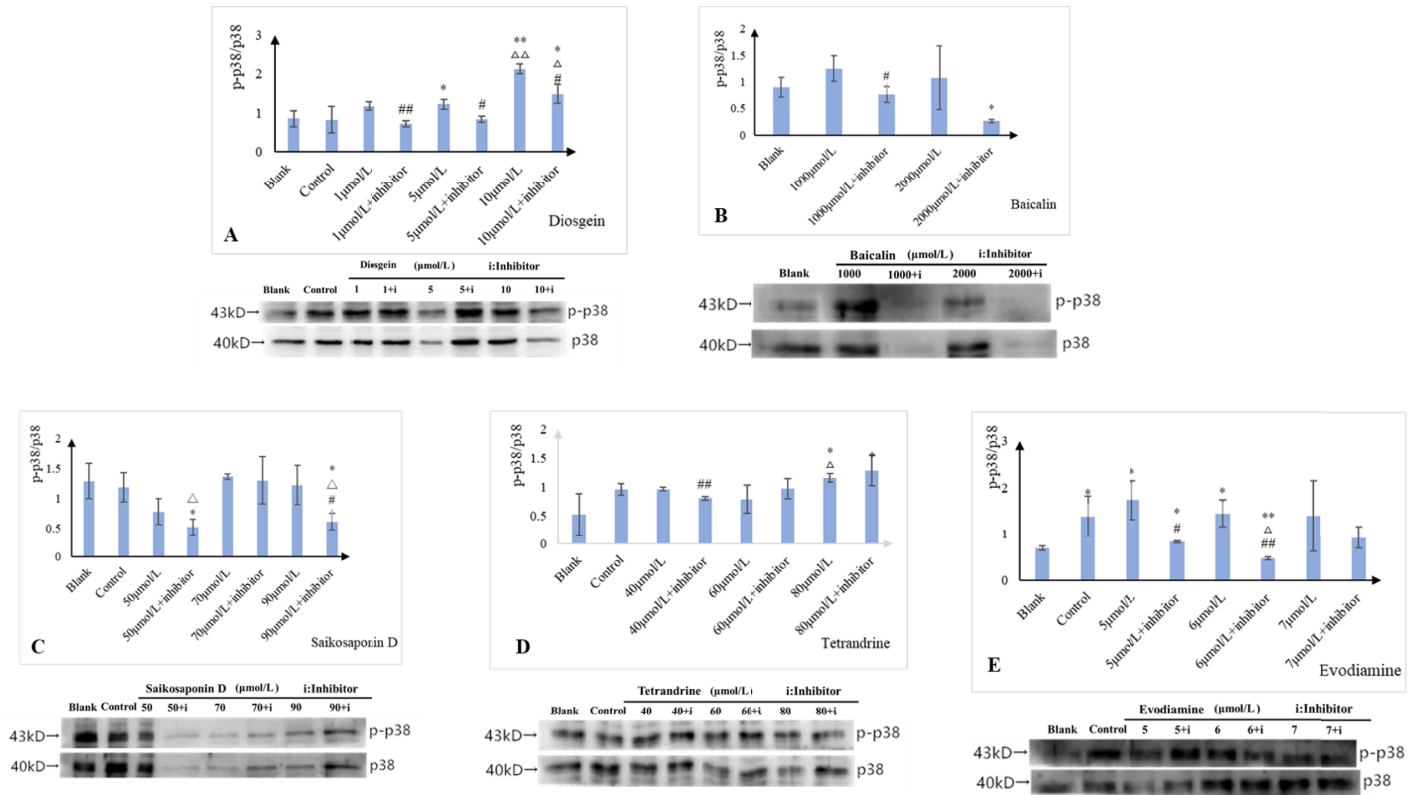 p-p38/p38
3
2
1
0
**
△△
*
△
#
##
*
#
Blank
Control
1μmol/L
1μmol/L+inhibitor
5μmol/L
5μmol/L+inhibitor
10μmol/L
10μmol/L+inhibitor
A
Diosgein
Diosgein (μmol/L) i:Inhibitor
Blank Control 1 1+i 5 5+i 10 10+i
43kD→ p-p38
40kD→ p38
p-p38/p38
2
1.5
1
0.5
0
#
*
Blank
1000μmol/L
1000μmol/L+inhibitor
2000μmol/L
2000μmol/L+inhibitor
B
Baicalin
Baicalin (μmol/L) i:Inhibitor
Blank 1000 1000+i 2000 2000+i
43kD→ p-p38
40kD→ p38
p-p38/p38
2
1.5
1
0.5
0
△
*
*
△
#
Blank
Control
50μmol/L
50μmol/L+inhibitor
70μmol/L
70μmol/L+inhibitor
90μmol/L
90μmol/L+inhibitor
C
Saikosaponin D
Saikosaponin D (μmol/L) i:Inhibitor
Blank Control 50 50+i 70 70+i 90 90+i
43kD→ p-p38
40kD→ p38
p-p38/p38
2
1.5
1
0.5
0
##
*
△
*
Blank
Control
40μmol/L
40μmol/L+inhibitor
60μmol/L
60μmol/L+inhibitor
80μmol/L
80μmol/L+inhibitor
D
Tetrandrine
Tetrandrine (μmol/L) i:Inhibitor
Blank Control 40 40+i 60 60+i 80 80+i
43kD→ p-p38
40kD→ p38
p-p38/p38
3
2
1
0
*
*
*
#
*
**
△
##
Blank
Control
5μmol/L
5μmol/L+inhibitor
6μmol/L
6μmol/L+inhibitor
7μmol/L
7μmol/L+inhibitor
E
Evodiamine
Evodiamine (μmol/L) i:Inhibitor
Blank Control 5 5+i 6 6+i 7 7+i
43kD→ p-p38
40kD→ p38